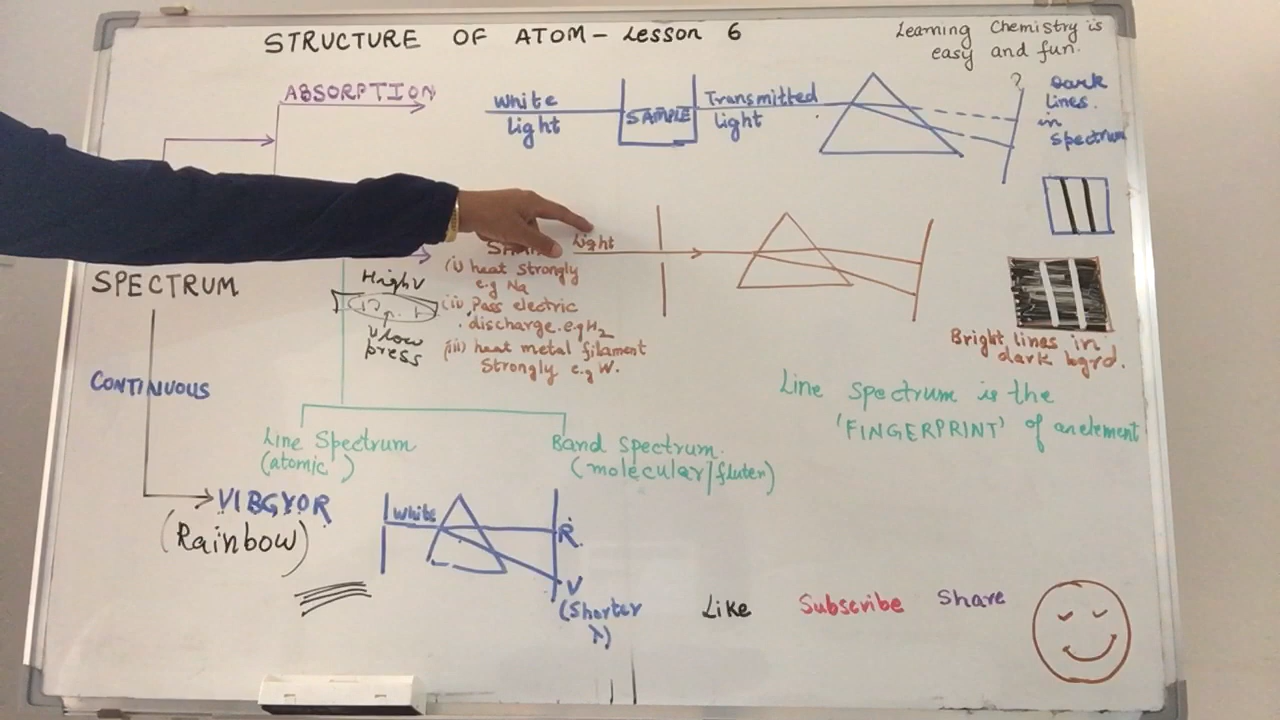 STRUCTURE OF ATOM - Lesson 6
Learning Chemistry is
easy and fun.
ABSORPTION
White
light
SAMPLE
Transmitted
light
?
Dark
Lines.
in
Spectrum
light
SPECTRUM
High V
V low
press
(i) heat strongly
e.g Na
(ii) Pass electric
discharge. e.g H2
(iii) heat metal filament
Strongly e.g W.
Bright lines in
dark bgrd.
CONTINUOUS
Line Spectrum is the
'FINGERPRINT' of an element
Line Spectrum
(atomic)
Band Spectrum.
(molecular/fluten)
VIBGYOR
(Rainbow)
White
R
V
(Shorter
λ)
Like Subscribe Share